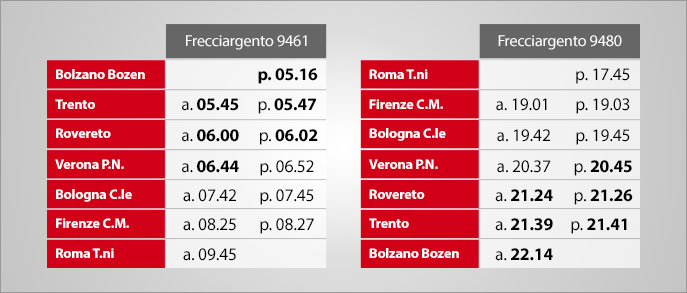 Frecciargento 9461
Bolzano Bozen p. 05.16
Trento a. 05.45 p. 05.47
Rovereto a. 06.00 p. 06.02
Verona P.N. a. 06.44 p. 06.52
Bologna C.le a. 07.42 p. 07.45
Firenze C.M. a. 08.25 p. 08.27
Roma T.ni a. 09.45
Frecciargento 9480
Roma T.ni p. 17.45
Firenze C.M. a. 19.01 p. 19.03
Bologna C.le a. 19.42 p. 19.45
Verona P.N. a. 20.37 p. 20.45
Rovereto a. 21.24 p. 21.26
Trento a. 21.39 p. 21.41
Bolzano Bozen a. 22.14